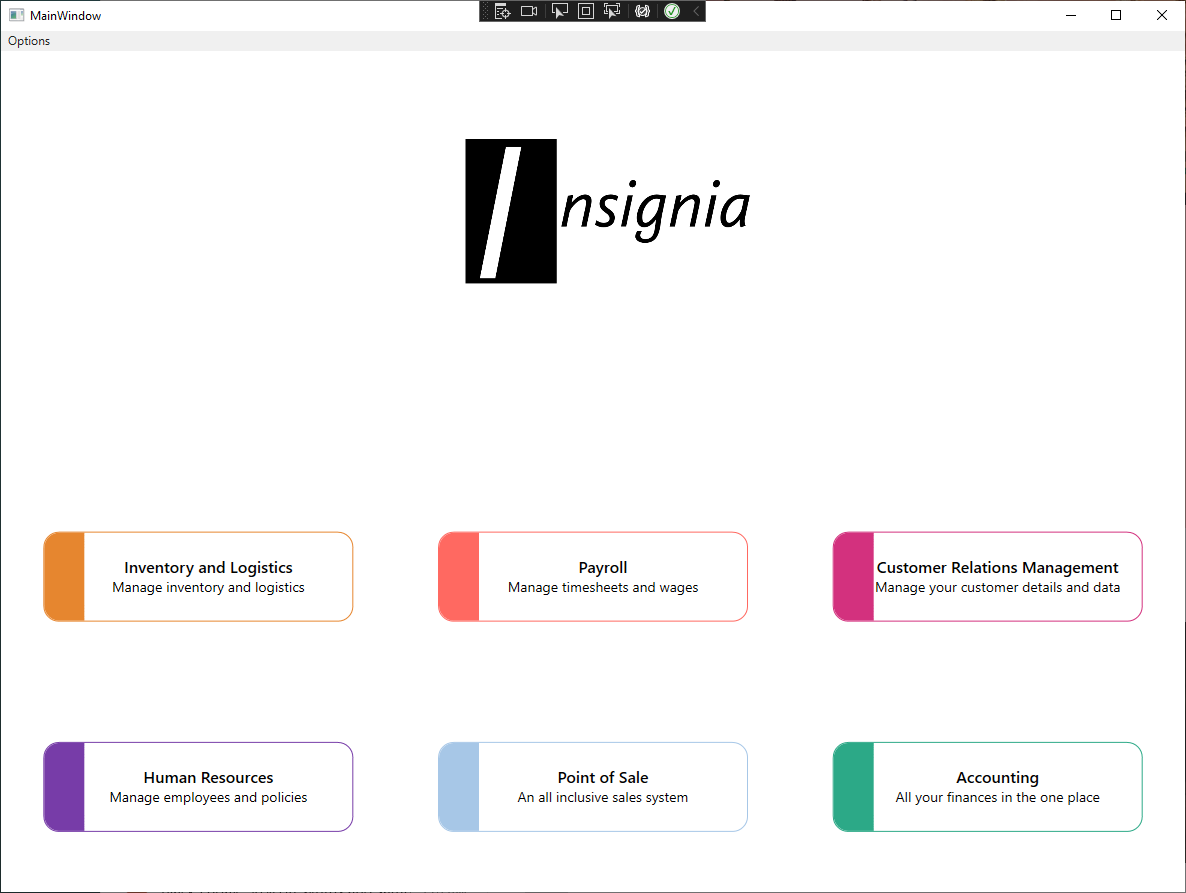 MainWindow
Options
Insignia
Inventory and Logistics
Manage inventory and logistics
Payroll
Manage timesheets and wages
Customer Relations Management
Manage your customer details and data
Human Resources
Manage employees and policies
Point of Sale
An all inclusive sales system
Accounting
All your finances in the one place